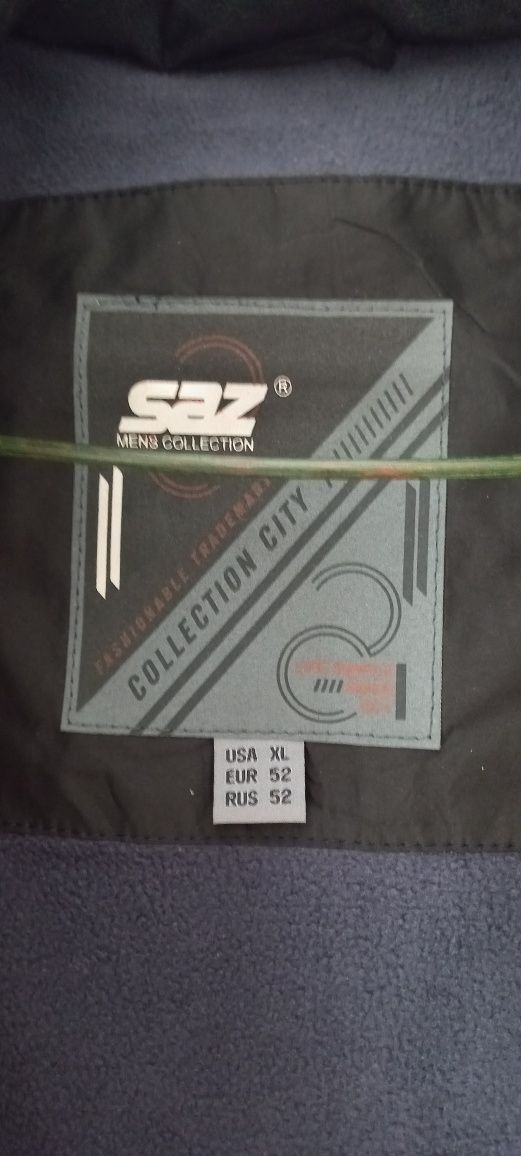 saz ®
MENS COLLECTION
FASHIONABLE TRADEMARK
COLLECTION CITY
USA XL
EUR 52
RUS 52